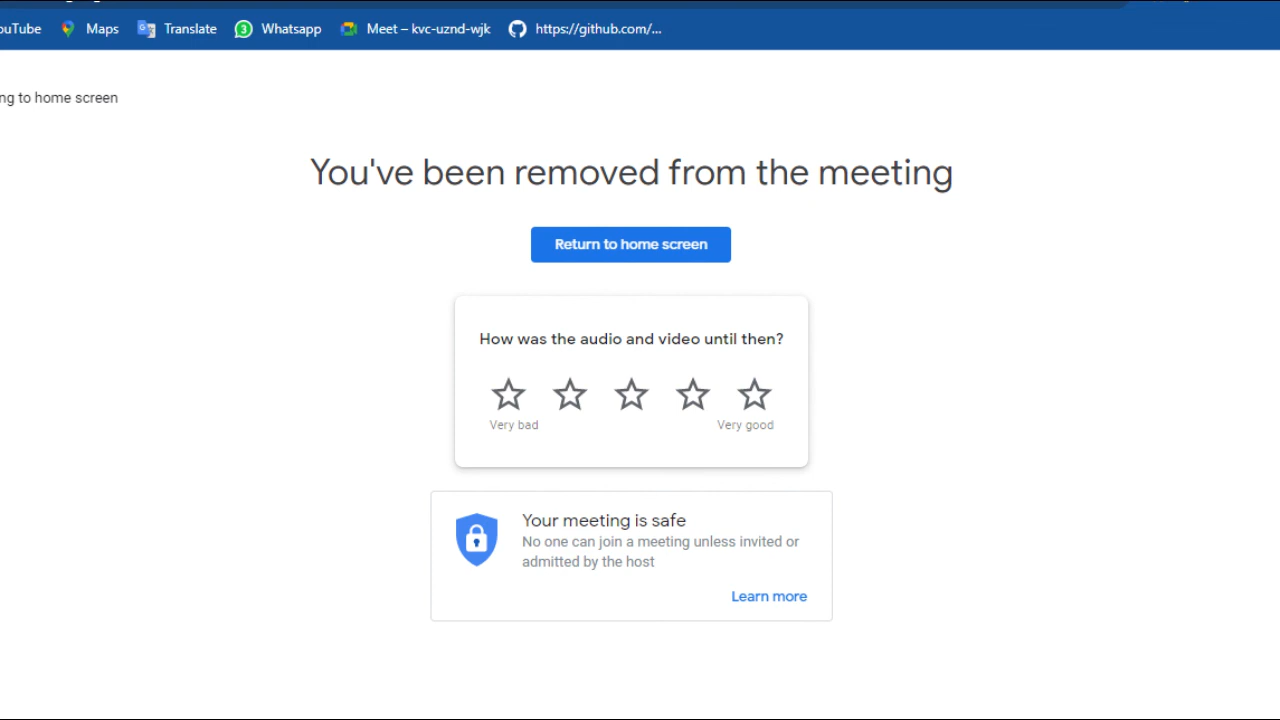 ouTube Maps Translate 3 Whatsapp Meet – kvc-uznd-wjk https://github.com/...
ng to home screen
You've been removed from the meeting
Return to home screen
How was the audio and video until then?
Very bad Very good
Your meeting is safe
No one can join a meeting unless invited or
admitted by the host
Learn more